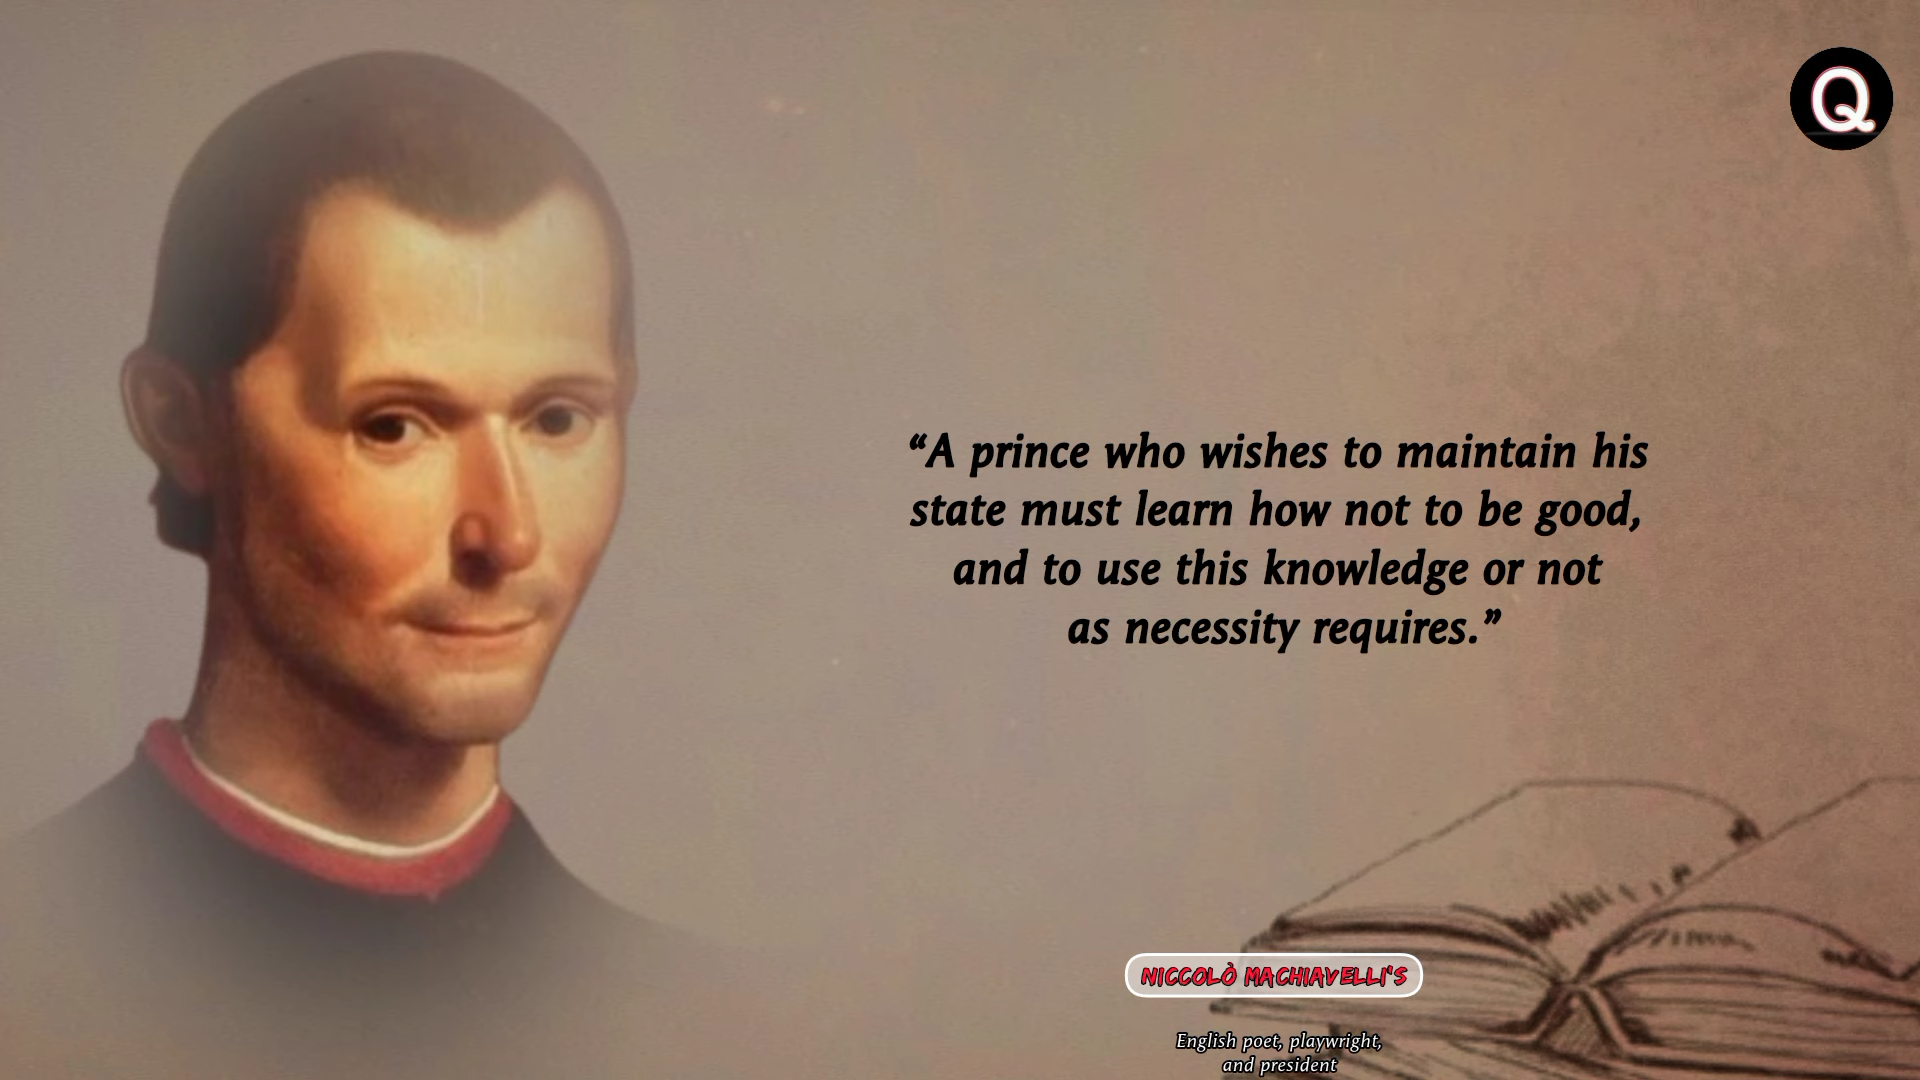 Q
“A prince who wishes to maintain his
state must learn how not to be good,
and to use this knowledge or not
as necessity requires.”
NICCOLÒ MACHIAVELLI'S
English poet, playwright,
and president